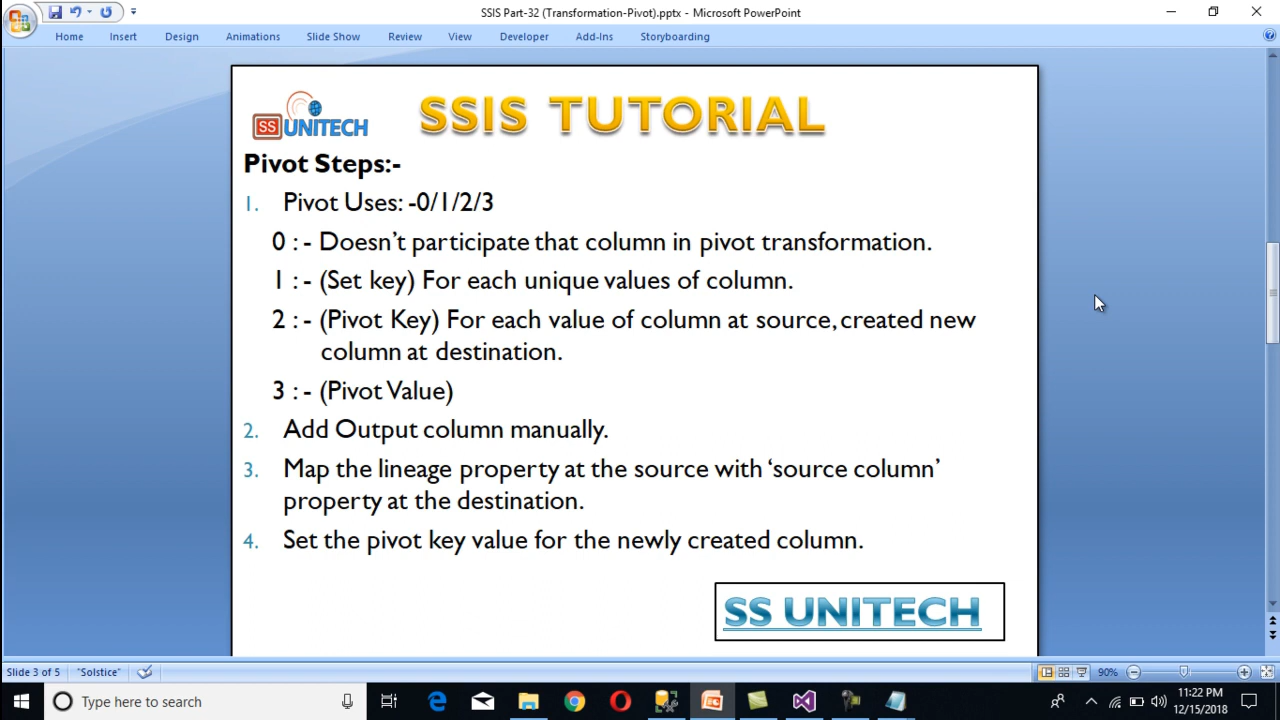 SSIS Part-32 (Transformation-Pivot).pptx - Microsoft PowerPoint
Home Insert Design Animations Slide Show Review View Developer Add-Ins Storyboarding
SS UNITECH
SSIS TUTORIAL
Pivot Steps:-
1. Pivot Uses: -0/1/2/3
0 : - Doesn't participate that column in pivot transformation.
1 : - (Set key) For each unique values of column.
2 : - (Pivot Key) For each value of column at source, created new
column at destination.
3 : - (Pivot Value)
2. Add Output column manually.
3. Map the lineage property at the source with ‘source column’
property at the destination.
4. Set the pivot key value for the newly created column.
SS UNITECH
Slide 3 of 5 "Solstice" 90%
Type here to search
11:22 PM
12/15/2018